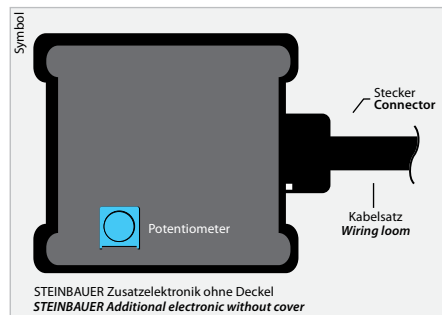 Symbol
Stecker
Connector
Potentiometer
Kabelsatz
Wiring loom
STEINBAUER Zusatzelektronik ohne Deckel
STEINBAUER Additional electronic without cover